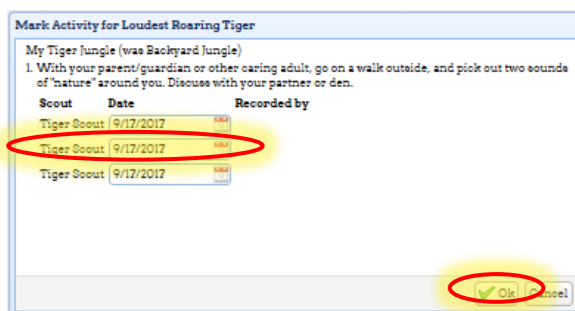 Mark Activity for Loudest Roaring Tiger
My Tiger Jungle (was Backyard Jungle)
1. With your parent/guardian or other caring adult, go on a walk outside, and pick out two sounds
of "nature" around you. Discuss with your partner or den.
Scout Date Recorded by
Tiger Scout 9/17/2017
Tiger Scout 9/17/2017
Tiger Scout 9/17/2017
Ok Cancel